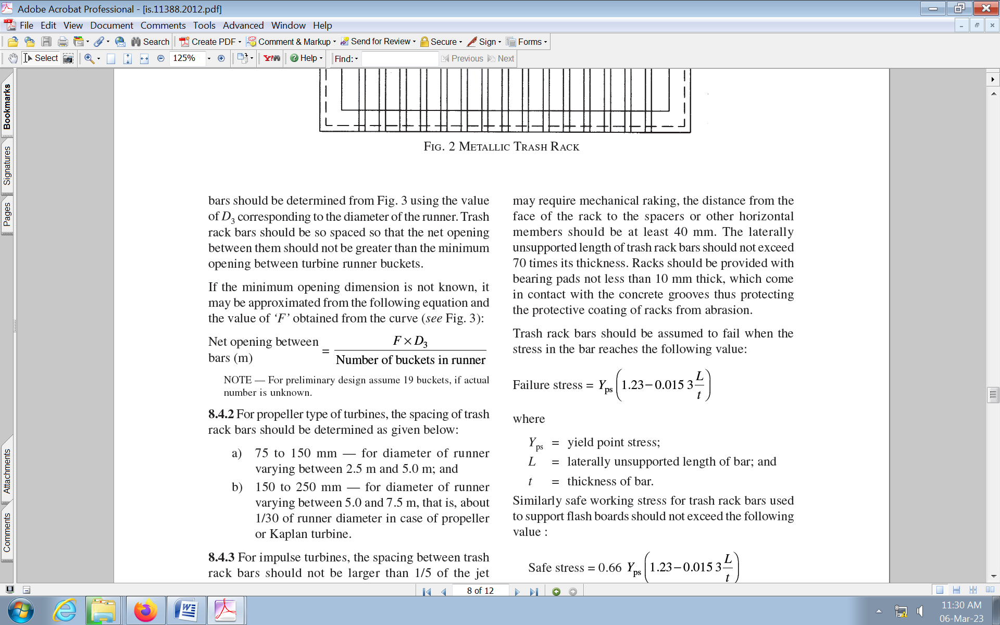 Adobe Acrobat Professional - [is.11388.2012.pdf]
File Edit View Document Comments Tools Advanced Window Help
Search Create PDF Comment & Markup Send for Review Secure Sign Forms
Select 125% Y! Help Find: Previous Next
Bookmarks
Signatures
Pages
Attachments
Comments
FIG. 2 METALLIC TRASH RACK
bars should be determined from Fig. 3 using the value
of D3 corresponding to the diameter of the runner. Trash
rack bars should be so spaced so that the net opening
between them should not be greater than the minimum
opening between turbine runner buckets.
If the minimum opening dimension is not known, it
may be approximated from the following equation and
the value of ‘F’ obtained from the curve (see Fig. 3):
Net opening between
bars (m)
=
F × D3
Number of buckets in runner
NOTE — For preliminary design assume 19 buckets, if actual
number is unknown.
8.4.2 For propeller type of turbines, the spacing of trash
rack bars should be determined as given below:
a) 75 to 150 mm — for diameter of runner
varying between 2.5 m and 5.0 m; and
b) 150 to 250 mm — for diameter of runner
varying between 5.0 and 7.5 m, that is, about
1/30 of runner diameter in case of propeller
or Kaplan turbine.
8.4.3 For impulse turbines, the spacing between trash
rack bars should not be larger than 1/5 of the jet
may require mechanical raking, the distance from the
face of the rack to the spacers or other horizontal
members should be at least 40 mm. The laterally
unsupported length of trash rack bars should not exceed
70 times its thickness. Racks should be provided with
bearing pads not less than 10 mm thick, which come
in contact with the concrete grooves thus protecting
the protective coating of racks from abrasion.
Trash rack bars should be assumed to fail when the
stress in the bar reaches the following value:
Failure stress = Yps (1.23 – 0.015 3 L/t)
where
Yps = yield point stress;
L = laterally unsupported length of bar; and
t = thickness of bar.
Similarly safe working stress for trash rack bars used
to support flash boards should not exceed the following
value :
Safe stress = 0.66 Yps (1.23 – 0.015 3 L/t)
8 of 12
11:30 AM
06-Mar-23